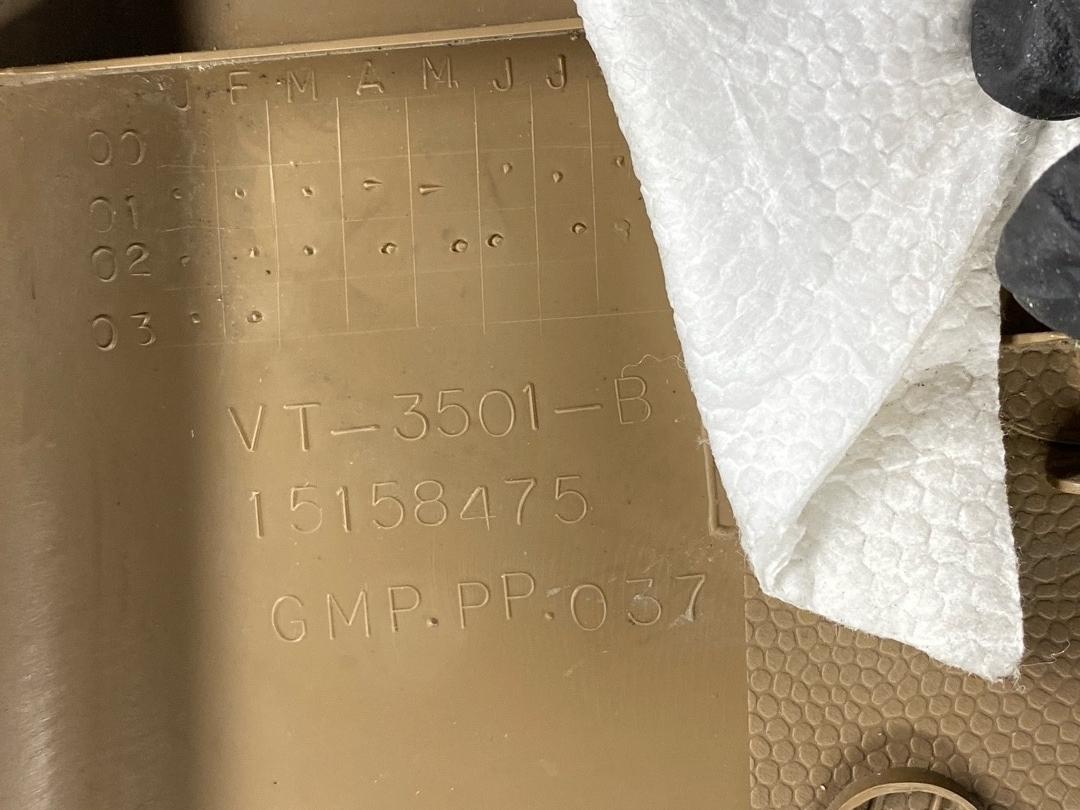 J F M A M J J
00
01
02
03
VT-3501-B
15158475
GMP.PP.037